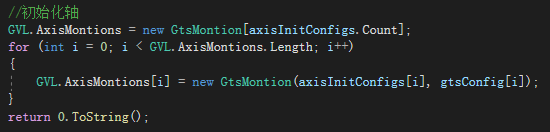 //初始化轴
GVL.AxisMontions = new GtsMontion[axisInitConfigs.Count];
for (int i = 0; i < GVL.AxisMontions.Length; i++)
{
    GVL.AxisMontions[i] = new GtsMontion(axisInitConfigs[i], gtsConfig[i]);
}
return 0.ToString();